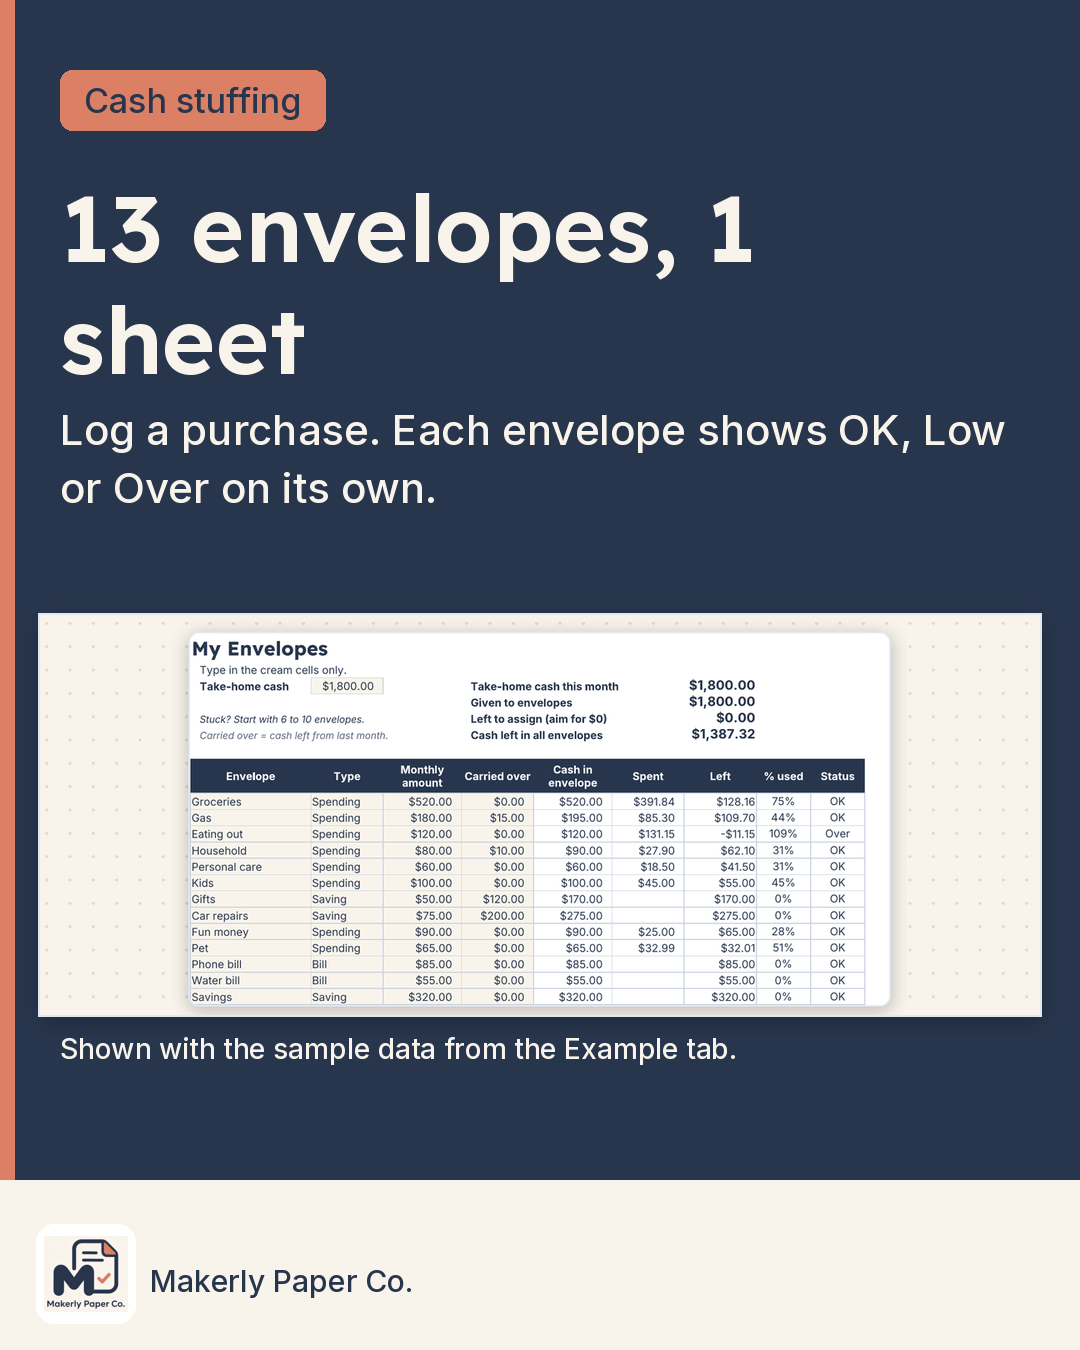 Cash stuffing
13 envelopes, 1
sheet
Log a purchase. Each envelope shows OK, Low
or Over on its own.
My Envelopes
Type in the cream cells only.
Take-home cash $1,800.00 Take-home cash this month $1,800.00
Given to envelopes $1,800.00
Stuck? Start with 6 to 10 envelopes. Left to assign (aim for $0) $0.00
Carried over = cash left from last month. Cash left in all envelopes $1,387.32
Envelope Type Monthly amount Carried over Cash in envelope Spent Left % used Status
Groceries Spending $520.00 $0.00 $520.00 $391.84 $128.16 75% OK
Gas Spending $180.00 $15.00 $195.00 $85.30 $109.70 44% OK
Eating out Spending $120.00 $0.00 $120.00 $131.15 -$11.15 109% Over
Household Spending $80.00 $10.00 $90.00 $27.90 $62.10 31% OK
Personal care Spending $60.00 $0.00 $60.00 $18.50 $41.50 31% OK
Kids Spending $100.00 $0.00 $100.00 $45.00 $55.00 45% OK
Gifts Saving $50.00 $120.00 $170.00 $170.00 0% OK
Car repairs Saving $75.00 $200.00 $275.00 $275.00 0% OK
Fun money Spending $90.00 $0.00 $90.00 $25.00 $65.00 28% OK
Pet Spending $65.00 $0.00 $65.00 $32.99 $32.01 51% OK
Phone bill Bill $85.00 $0.00 $85.00 $85.00 0% OK
Water bill Bill $55.00 $0.00 $55.00 $55.00 0% OK
Savings Saving $320.00 $0.00 $320.00 $320.00 0% OK
Shown with the sample data from the Example tab.
M
Makerly Paper Co.
Makerly Paper Co.